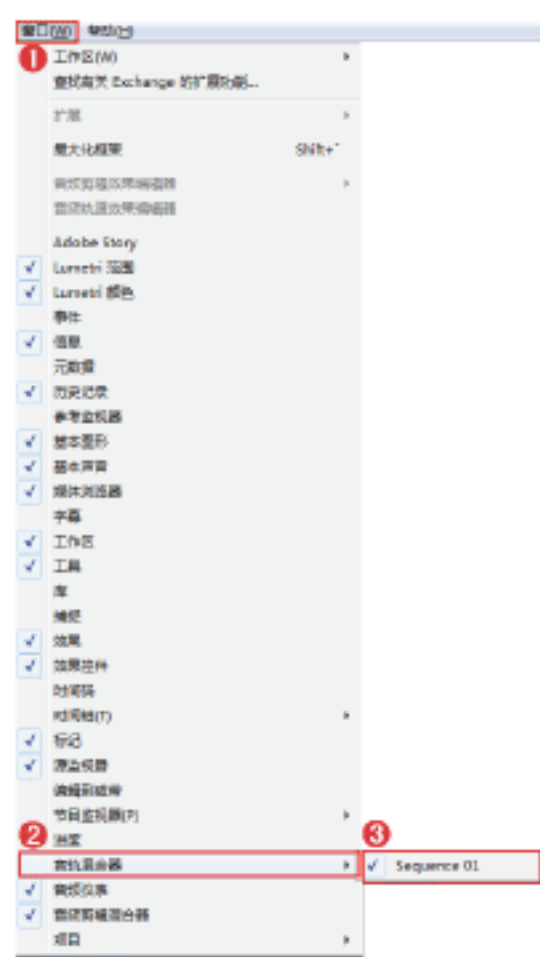 窗口(W) 帮助(H)
1
工作区(W)
查找有关 Exchange 的扩展功能...
扩展
最大化框架 Shift+`
音频剪辑效果编辑器
音频轨道效果编辑器
Adobe Story
Lumetri 范围
Lumetri 颜色
事件
信息
元数据
历史记录
参考监视器
基本图形
基本声音
媒体浏览器
字幕
工作区
工具
库
捕捉
效果
效果控件
时间码
时间轴(T)
标记
源监视器
编辑到磁带
节目监视器(P)
2
进度
3
音轨混合器
Sequence 01
音频仪表
音频剪辑混合器
项目